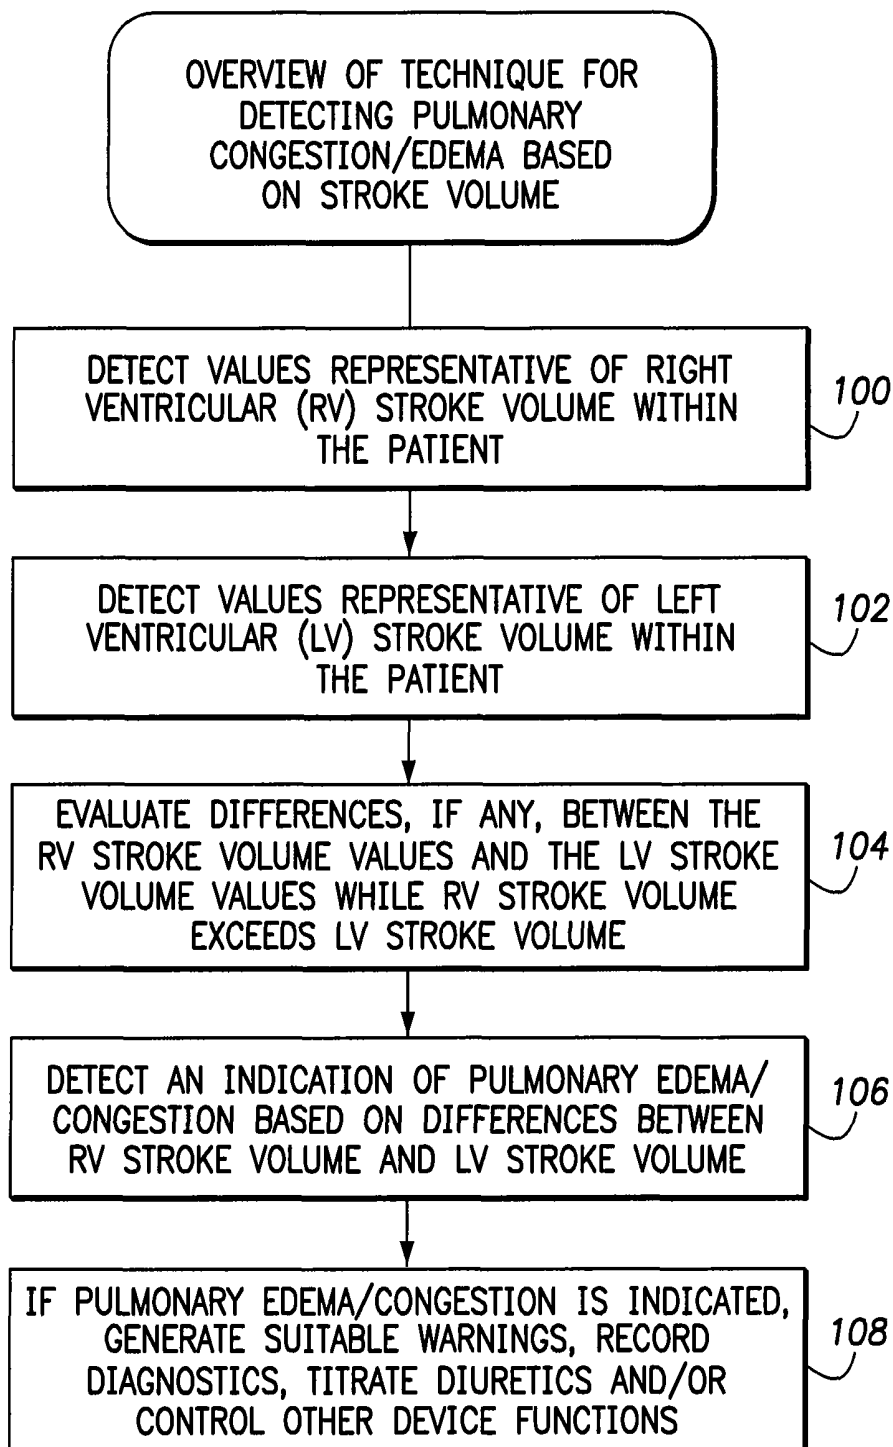 OVERVIEW OF TECHNIQUE FOR
DETECTING PULMONARY
CONGESTION/EDEMA BASED
ON STROKE VOLUME
DETECT VALUES REPRESENTATIVE OF RIGHT
VENTRICULAR (RV) STROKE VOLUME WITHIN
THE PATIENT
100
DETECT VALUES REPRESENTATIVE OF LEFT
VENTRICULAR (LV) STROKE VOLUME WITHIN
THE PATIENT
102
EVALUATE DIFFERENCES, IF ANY, BETWEEN THE
RV STROKE VOLUME VALUES AND THE LV STROKE
VOLUME VALUES WHILE RV STROKE VOLUME
EXCEEDS LV STROKE VOLUME
104
DETECT AN INDICATION OF PULMONARY EDEMA/
CONGESTION BASED ON DIFFERENCES BETWEEN
RV STROKE VOLUME AND LV STROKE VOLUME
106
IF PULMONARY EDEMA/CONGESTION IS INDICATED,
GENERATE SUITABLE WARNINGS, RECORD
DIAGNOSTICS, TITRATE DIURETICS AND/OR
CONTROL OTHER DEVICE FUNCTIONS
108